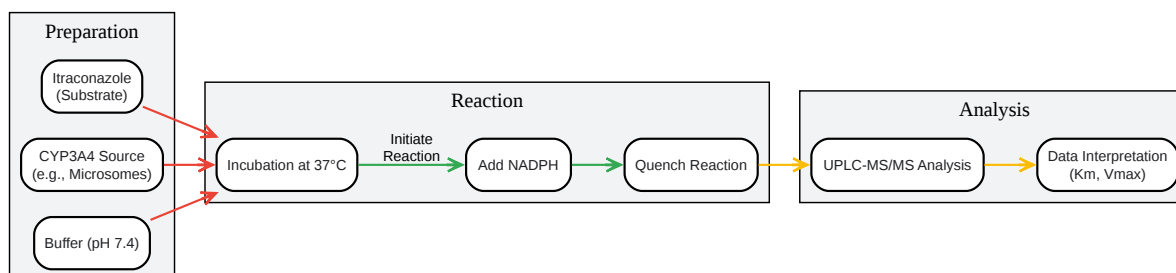 Preparation
Itraconazole
(Substrate)
CYP3A4 Source
(e.g., Microsomes)
Buffer (pH 7.4)
Reaction
Incubation at 37°C
Initiate
Reaction
Add NADPH
Quench Reaction
Analysis
UPLC-MS/MS Analysis
Data Interpretation
(Km, Vmax)